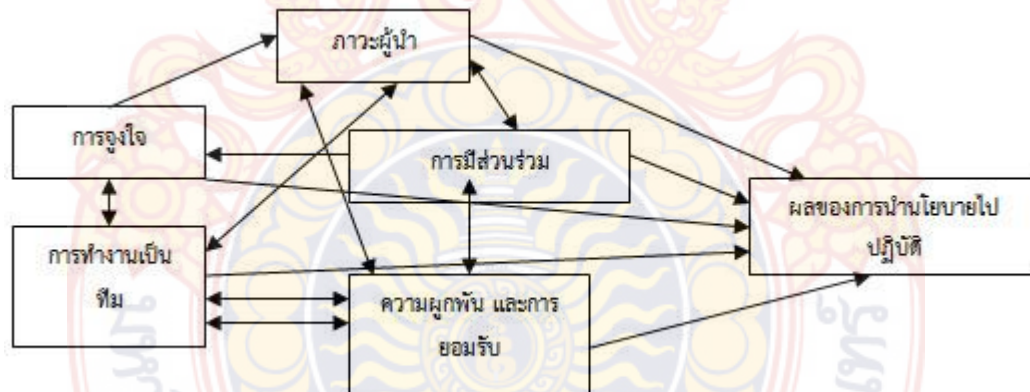 ภาวะผู้นำ
การจูงใจ
การมีส่วนร่วม
ผลของการนำนโยบายไป
ปฏิบัติ
การทำงานเป็น
ทีม
ความผูกพัน และการ
ยอมรับ